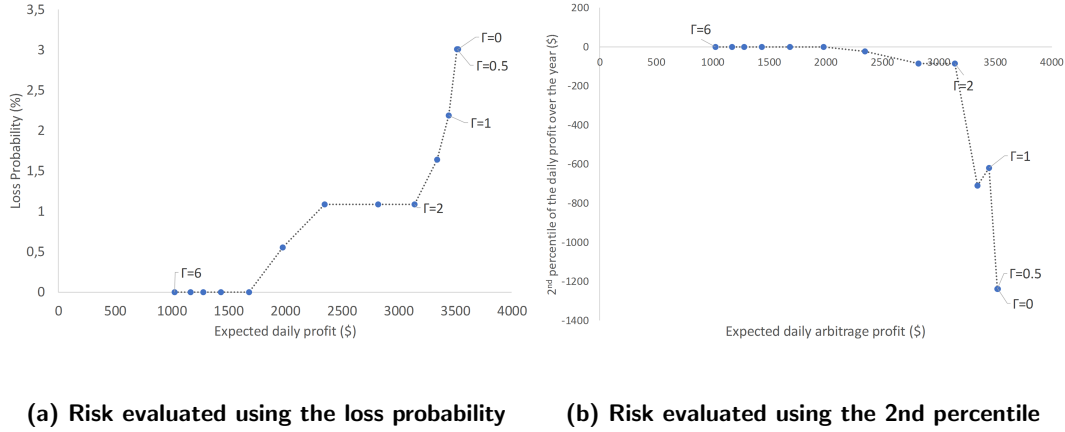 3,5
3
2,5
2
1,5
1
0,5
0
Loss Probability (%)
0 500 1000 1500 2000 2500 3000 3500 4000
Expected daily profit ($)
Γ=6
Γ=2
Γ=1
Γ=0.5
Γ=0
(a) Risk evaluated using the loss probability
200
0
-200
-400
-600
-800
-1000
-1200
-1400
2nd percentile of the daily profit over the year ($)
0 500 1000 1500 2000 2500 3000 3500 4000
Expected daily arbitrage profit ($)
Γ=6
Γ=2
Γ=1
Γ=0.5
Γ=0
(b) Risk evaluated using the 2nd percentile